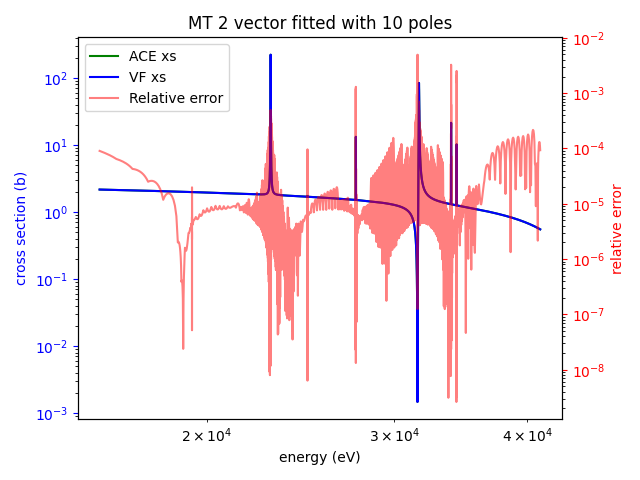 MT 2 vector fitted with 10 poles
ACE xs
VF xs
Relative error
cross section (b)
10^2
10^1
10^0
10^-1
10^-2
10^-3
relative error
10^-2
10^-3
10^-4
10^-5
10^-6
10^-7
10^-8
2 × 10^4
3 × 10^4
4 × 10^4
energy (eV)